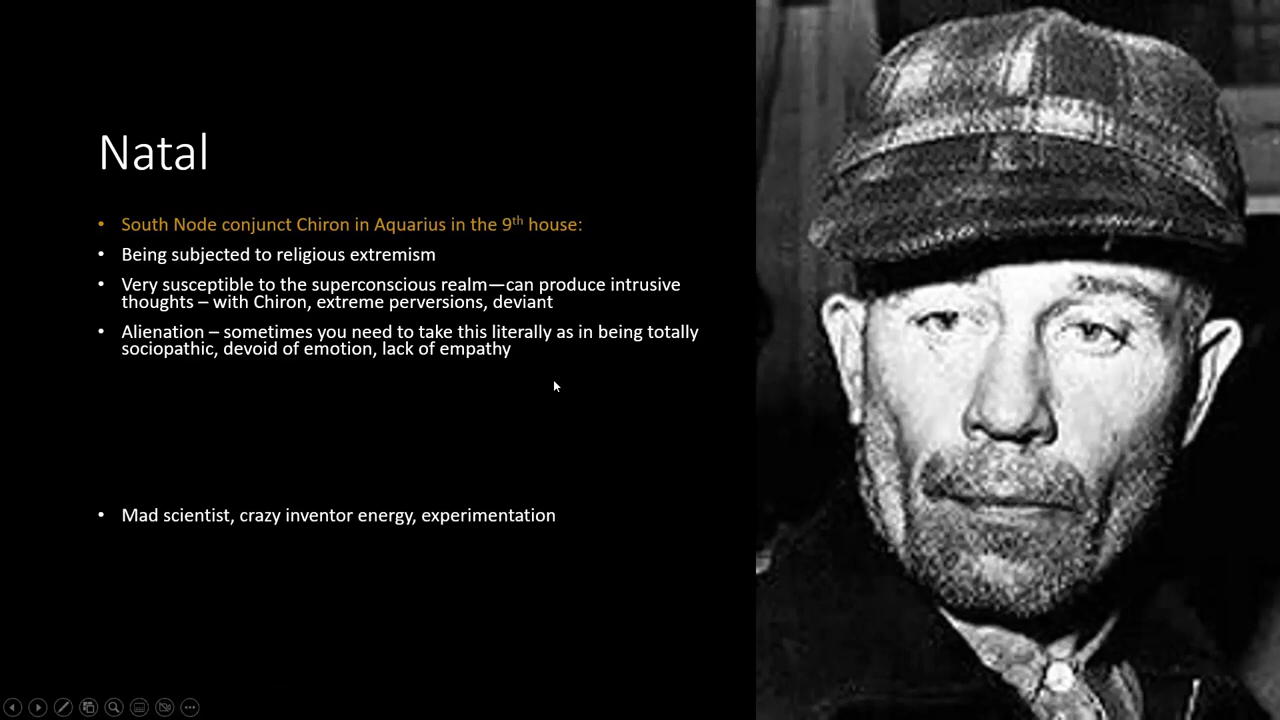 Natal
• South Node conjunct Chiron in Aquarius in the 9th house:
• Being subjected to religious extremism
• Very susceptible to the superconscious realm—can produce intrusive
thoughts – with Chiron, extreme perversions, deviant
• Alienation – sometimes you need to take this literally as in being totally
sociopathic, devoid of emotion, lack of empathy
• Mad scientist, crazy inventor energy, experimentation